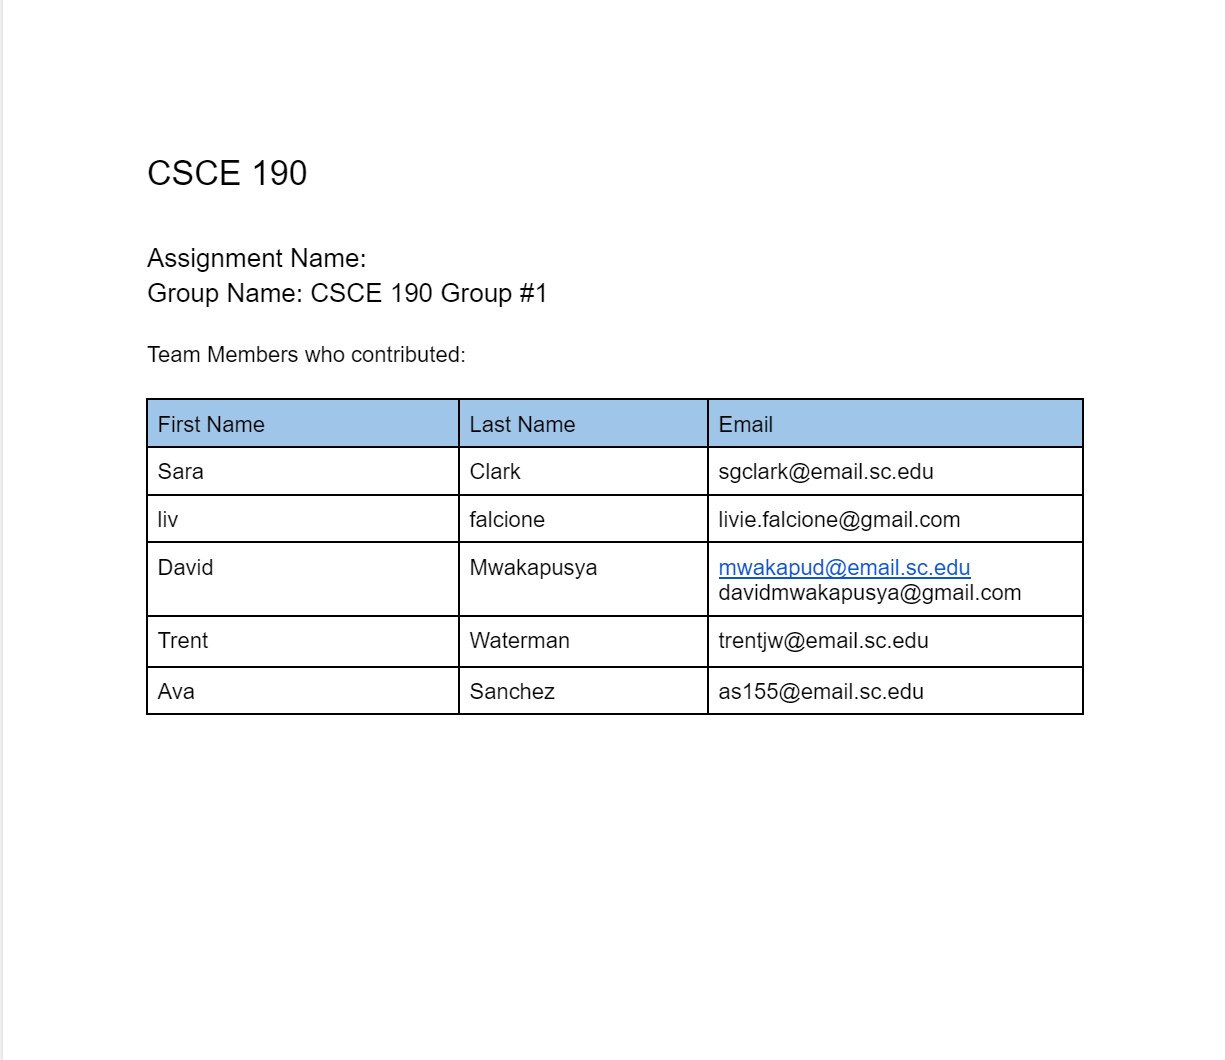 CSCE 190
Assignment Name:
Group Name: CSCE 190 Group #1
Team Members who contributed:
First Name Last Name Email
Sara Clark sgclark@email.sc.edu
liv falcione livie.falcione@gmail.com
David Mwakapusya mwakapud@email.sc.edu
davidmwakapusya@gmail.com
Trent Waterman trentjw@email.sc.edu
Ava Sanchez as155@email.sc.edu